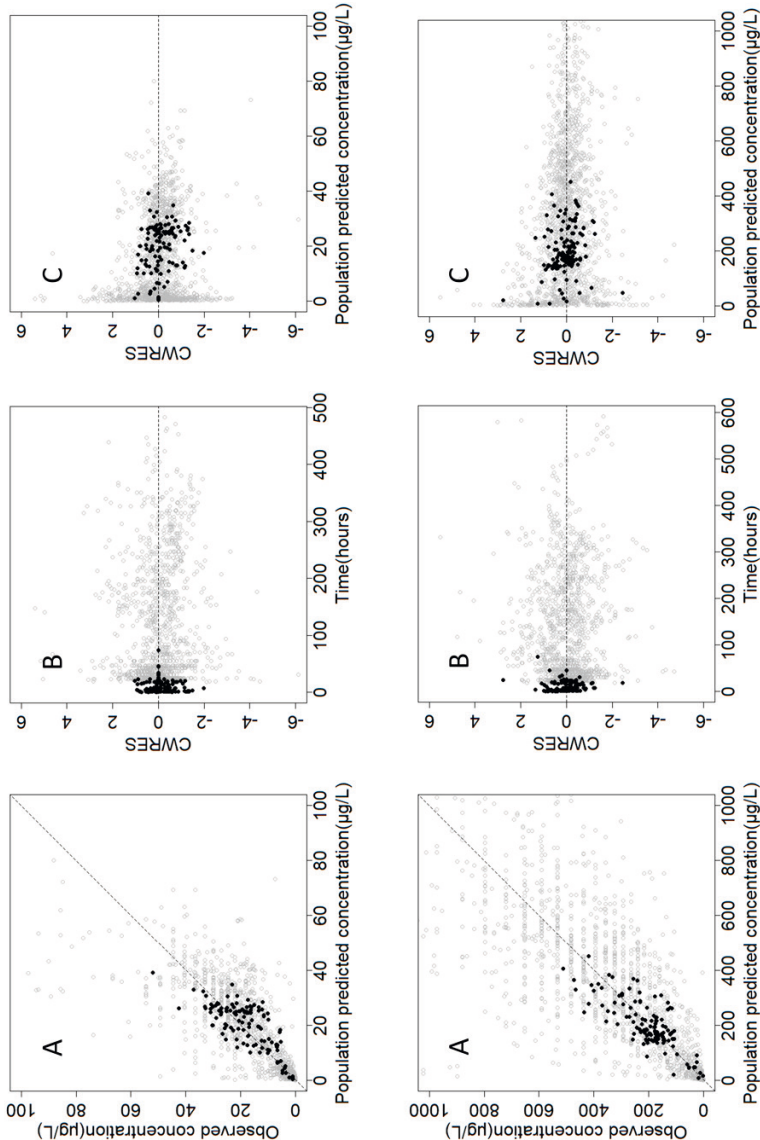 A
Observed concentration(µg/L)
100
80
60
40
20
0
0 20 40 60 80 100
Population predicted concentration(µg/L)
B
CWRES
6
4
2
0
-2
-4
-6
0 100 200 300 400 500
Time(hours)
C
CWRES
6
4
2
0
-2
-4
-6
0 20 40 60 80 100
Population predicted concentration(µg/L)
A
Observed concentration(µg/L)
1000
800
600
400
200
0
0 200 400 600 800 1000
Population predicted concentration(µg/L)
B
CWRES
6
4
2
0
-2
-4
-6
0 100 200 300 400 500 600
Time(hours)
C
CWRES
6
4
2
0
-2
-4
-6
0 200 400 600 800 1000
Population predicted concentration(µg/L)